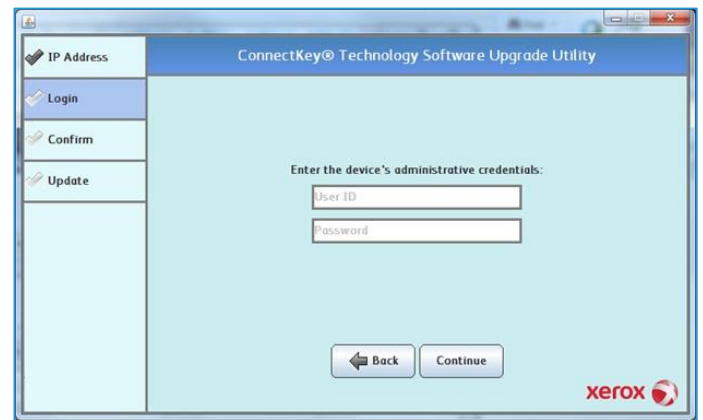 IP Address
ConnectKey® Technology Software Upgrade Utility
Login
Confirm
Update
Enter the device's administrative credentials:
User ID
Password
Back
Continue
xerox